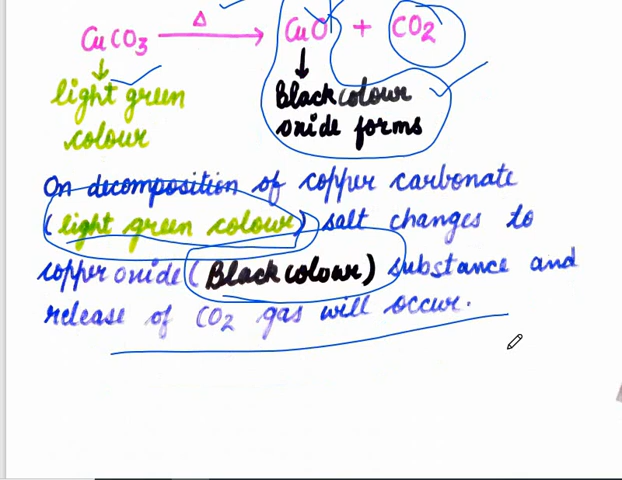 Δ
CuCO3 → CuO + CO2
↓ ↓
light green Black colour
colour oxide forms
On decomposition of copper carbonate
(light green colour) salt changes to
copper oxide (Black colour) substance and
release of CO2 gas will occur.